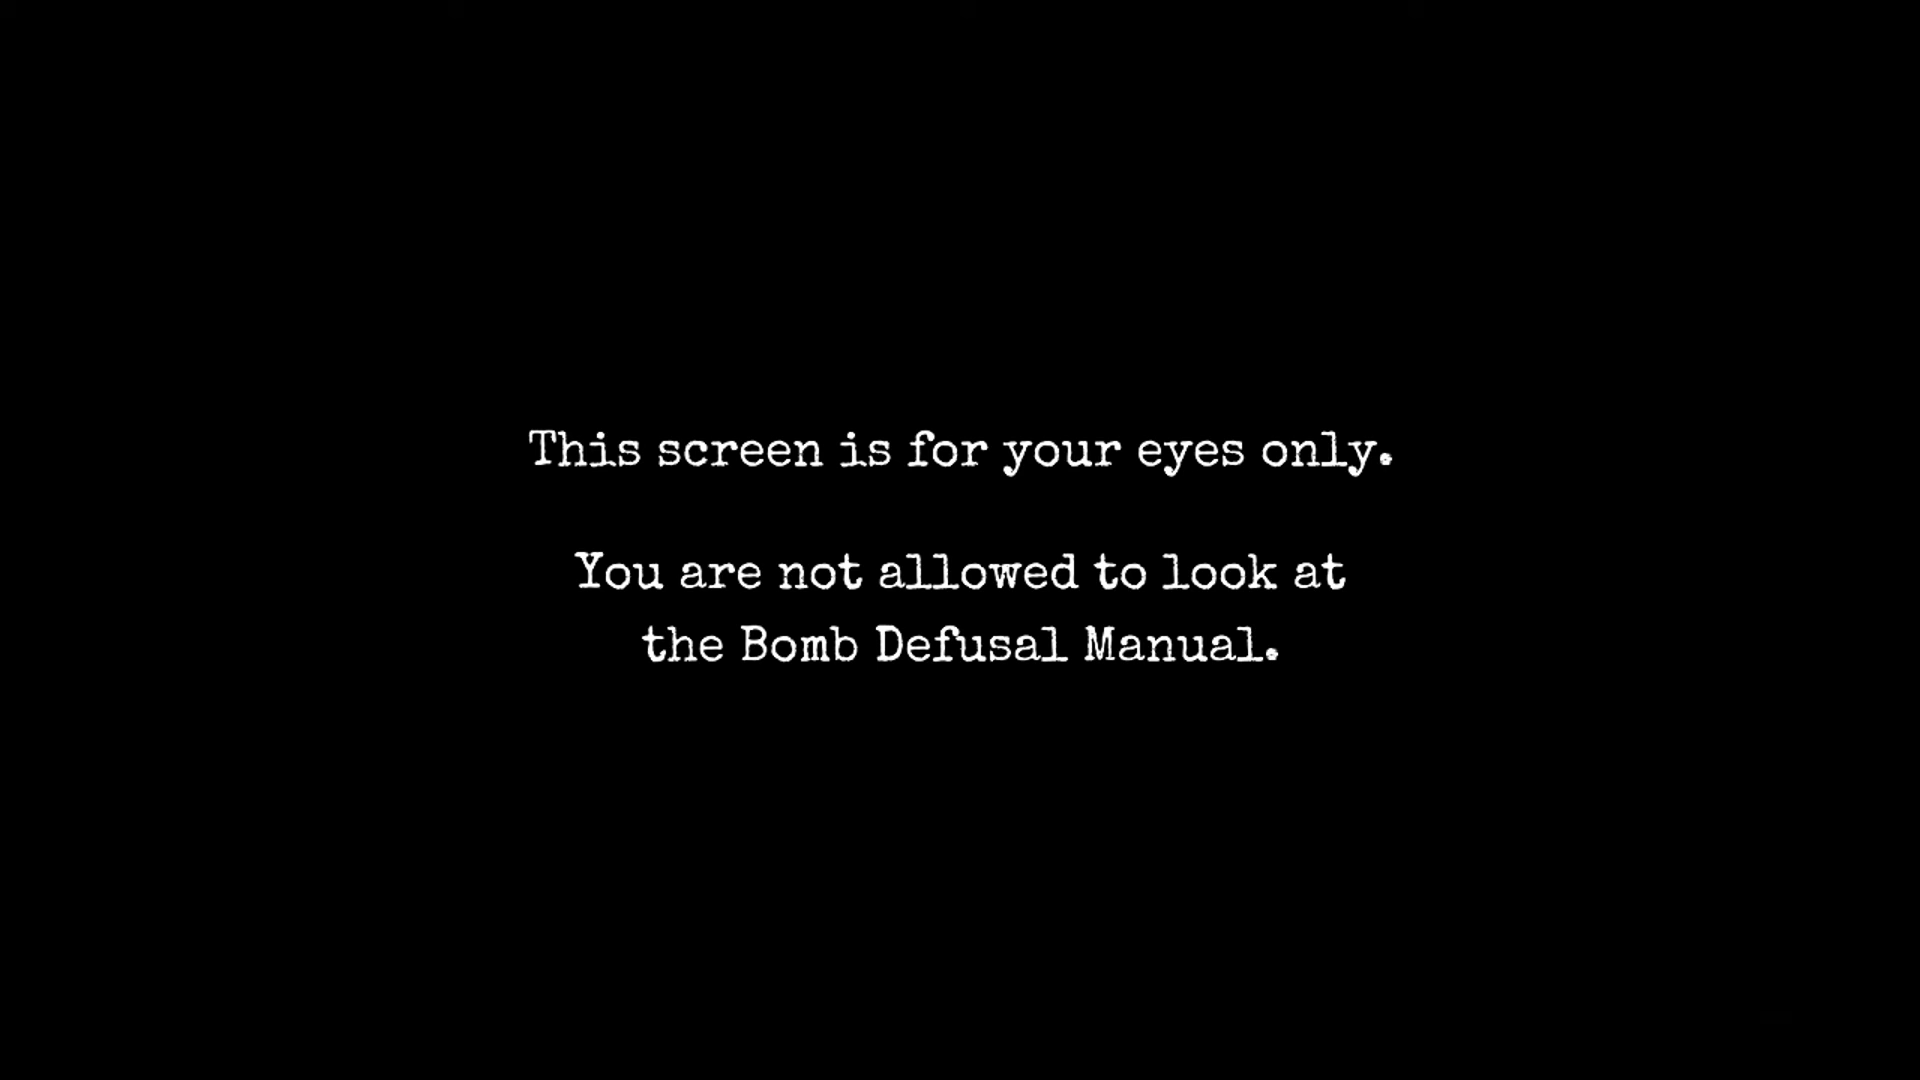 This screen is for your eyes only.
You are not allowed to look at
the Bomb Defusal Manual.